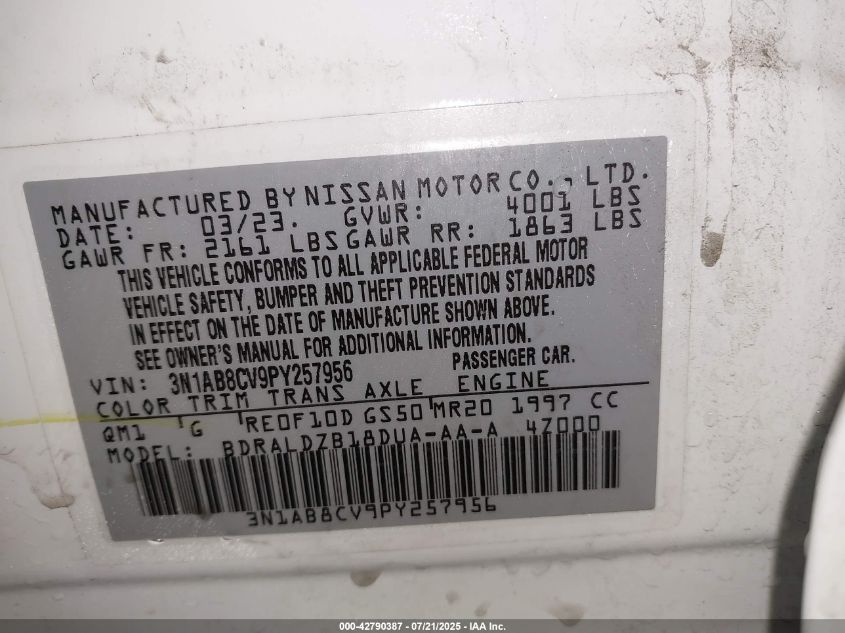 MANUFACTURED BY NISSAN MOTOR CO., LTD.
DATE: 03/23. GVWR: 4001 LBS
GAWR FR: 2161 LBS GAWR RR: 1863 LBS
THIS VEHICLE CONFORMS TO ALL APPLICABLE FEDERAL MOTOR
VEHICLE SAFETY, BUMPER AND THEFT PREVENTION STANDARDS
IN EFFECT ON THE DATE OF MANUFACTURE SHOWN ABOVE.
SEE OWNER'S MANUAL FOR ADDITIONAL INFORMATION.
VIN: 3N1AB8CV9PY257956 PASSENGER CAR.
COLOR TRIM TRANS AXLE ENGINE
QM1 G RE0F10D GS50 MR20 1997 CC
MODEL: BDRALDZB18DUA-AA-A 4Z000
3N1AB8CV9PY257956
000-42790387 - 07/21/2025 - IAA Inc.